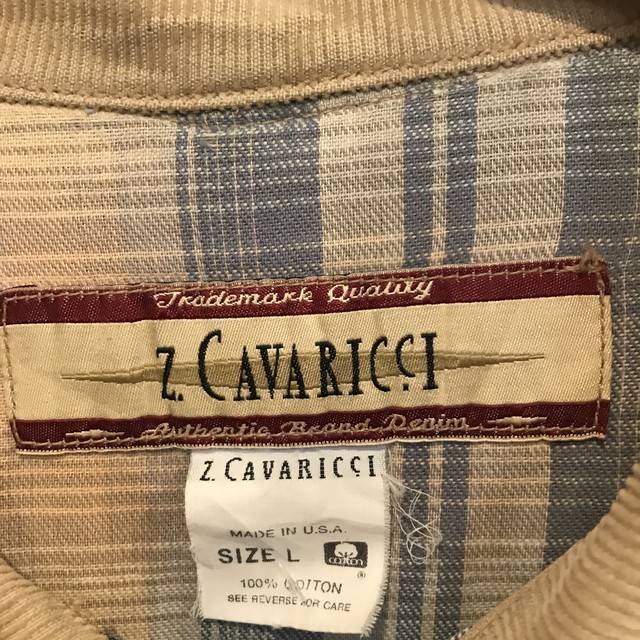 Trademark Quality
Z. CAVARICCI
Authentic Brand Denim
Z. CAVARICCI
MADE IN U.S.A.
SIZE L
COTTON
®
100% COTTON
SEE REVERSE FOR CARE